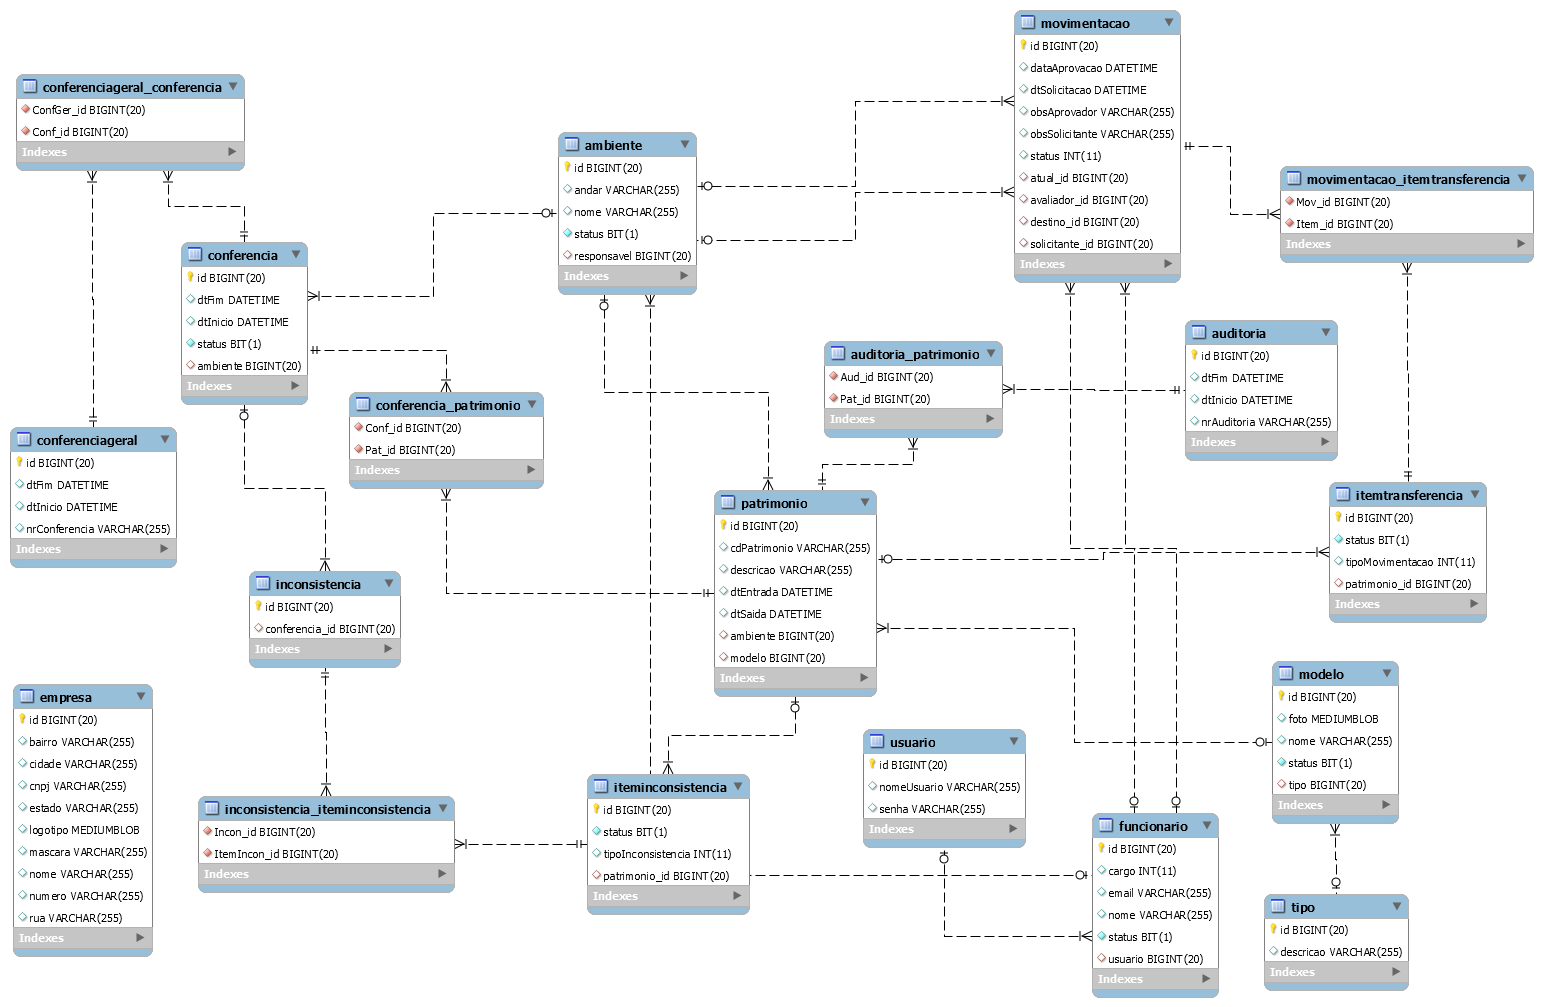 movimentacao
id BIGINT(20)
dataAprovacao DATETIME
dtSolicitacao DATETIME
obsAprovador VARCHAR(255)
obsSolicitante VARCHAR(255)
status INT(11)
atual_id BIGINT(20)
avaliador_id BIGINT(20)
destino_id BIGINT(20)
solicitante_id BIGINT(20)
Indexes
conferenciageral_conferencia
ConfGer_id BIGINT(20)
Conf_id BIGINT(20)
Indexes
ambiente
id BIGINT(20)
andar VARCHAR(255)
nome VARCHAR(255)
status BIT(1)
responsavel BIGINT(20)
Indexes
movimentacao_itemtransferencia
Mov_id BIGINT(20)
Item_id BIGINT(20)
Indexes
conferencia
id BIGINT(20)
dtFim DATETIME
dtInicio DATETIME
status BIT(1)
ambiente BIGINT(20)
Indexes
auditoria
id BIGINT(20)
dtFim DATETIME
dtInicio DATETIME
nrAuditoria VARCHAR(255)
Indexes
auditoria_patrimonio
Aud_id BIGINT(20)
Pat_id BIGINT(20)
Indexes
conferencia_patrimonio
Conf_id BIGINT(20)
Pat_id BIGINT(20)
Indexes
conferenciageral
id BIGINT(20)
dtFim DATETIME
dtInicio DATETIME
nrConferencia VARCHAR(255)
Indexes
patrimonio
id BIGINT(20)
cdPatrimonio VARCHAR(255)
descricao VARCHAR(255)
dtEntrada DATETIME
dtSaida DATETIME
ambiente BIGINT(20)
modelo BIGINT(20)
Indexes
itemtransferencia
id BIGINT(20)
status BIT(1)
tipoMovimentacao INT(11)
patrimonio_id BIGINT(20)
Indexes
inconsistencia
id BIGINT(20)
conferencia_id BIGINT(20)
Indexes
empresa
id BIGINT(20)
bairro VARCHAR(255)
cidade VARCHAR(255)
cnpj VARCHAR(255)
estado VARCHAR(255)
logotipo MEDIUMBLOB
mascara VARCHAR(255)
nome VARCHAR(255)
numero VARCHAR(255)
rua VARCHAR(255)
Indexes
modelo
id BIGINT(20)
foto MEDIUMBLOB
nome VARCHAR(255)
status BIT(1)
tipo BIGINT(20)
Indexes
usuario
id BIGINT(20)
nomeUsuario VARCHAR(255)
senha VARCHAR(255)
Indexes
iteminconsistencia
id BIGINT(20)
status BIT(1)
tipoInconsistencia INT(11)
patrimonio_id BIGINT(20)
Indexes
inconsistencia_iteminconsistencia
Incon_id BIGINT(20)
ItemIncon_id BIGINT(20)
Indexes
funcionario
id BIGINT(20)
cargo INT(11)
email VARCHAR(255)
nome VARCHAR(255)
status BIT(1)
usuario BIGINT(20)
Indexes
tipo
id BIGINT(20)
descricao VARCHAR(255)
Indexes